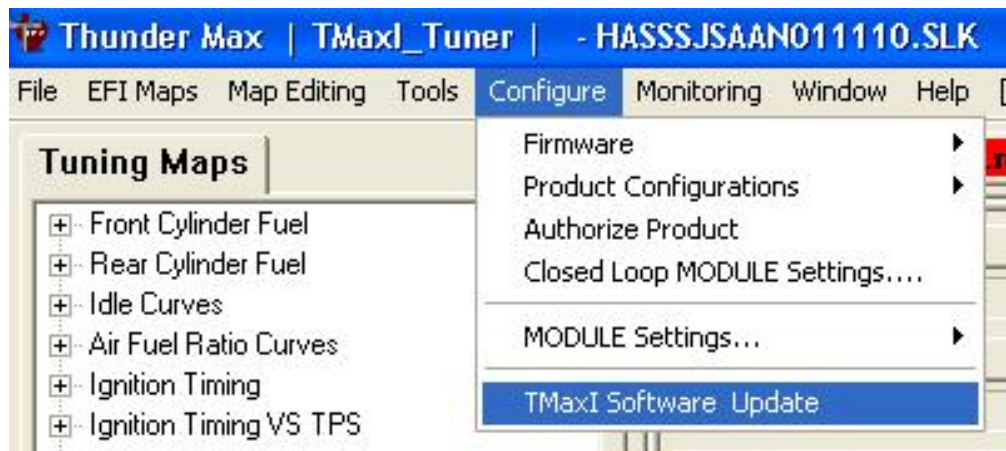 Thunder Max | TMaxI_Tuner | - HASSSJSAAN011110.SLK
File EFI Maps Map Editing Tools Configure Monitoring Window Help
Tuning Maps
Firmware
Product Configurations
Authorize Product
Closed Loop MODULE Settings....
MODULE Settings...
TMaxI Software Update
Front Cylinder Fuel
Rear Cylinder Fuel
Idle Curves
Air Fuel Ratio Curves
Ignition Timing
Ignition Timing VS TPS